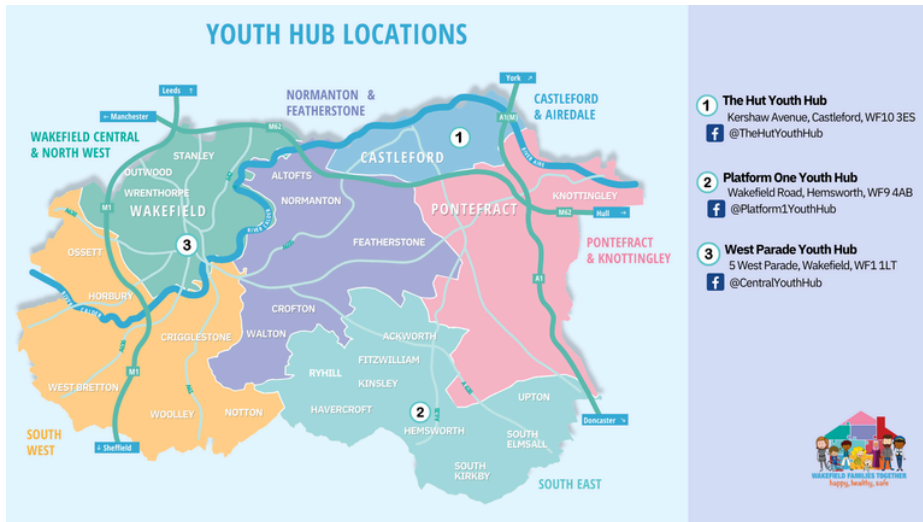 YOUTH HUB LOCATIONS
Leeds ↑
York ↗
← Manchester
NORMANTON &
FEATHERSTONE
CASTLEFORD
& AIREDALE
WAKEFIELD CENTRAL
& NORTH WEST
M62
A1(M)
1
STANLEY
CASTLEFORD
RIVER AIRE
OUTWOOD
ALTOFTS
WRENTHORPE
NORMANTON
KNOTTINGLEY
M1
WAKEFIELD
PONTEFRACT
M62
Hull →
3
FEATHERSTONE
OSSETT
PONTEFRACT
& KNOTTINGLEY
A1
HORBURY
RIVER CALDER
CROFTON
CRIGGLESTONE
WALTON
ACKWORTH
FITZWILLIAM
M1
RYHILL
KINSLEY
WEST BRETTON
UPTON
WOOLLEY
NOTTON
HAVERCROFT
2
HEMSWORTH
Doncaster ↘
SOUTH
WEST
↓ Sheffield
SOUTH
ELMSALL
SOUTH
KIRKBY
SOUTH EAST
1 The Hut Youth Hub
Kershaw Avenue, Castleford, WF10 3ES
@TheHutYouthHub
2 Platform One Youth Hub
Wakefield Road, Hemsworth, WF9 4AB
@Platform1YouthHub
3 West Parade Youth Hub
5 West Parade, Wakefield, WF1 1LT
@CentralYouthHub
WAKEFIELD FAMILIES TOGETHER
happy, healthy, safe